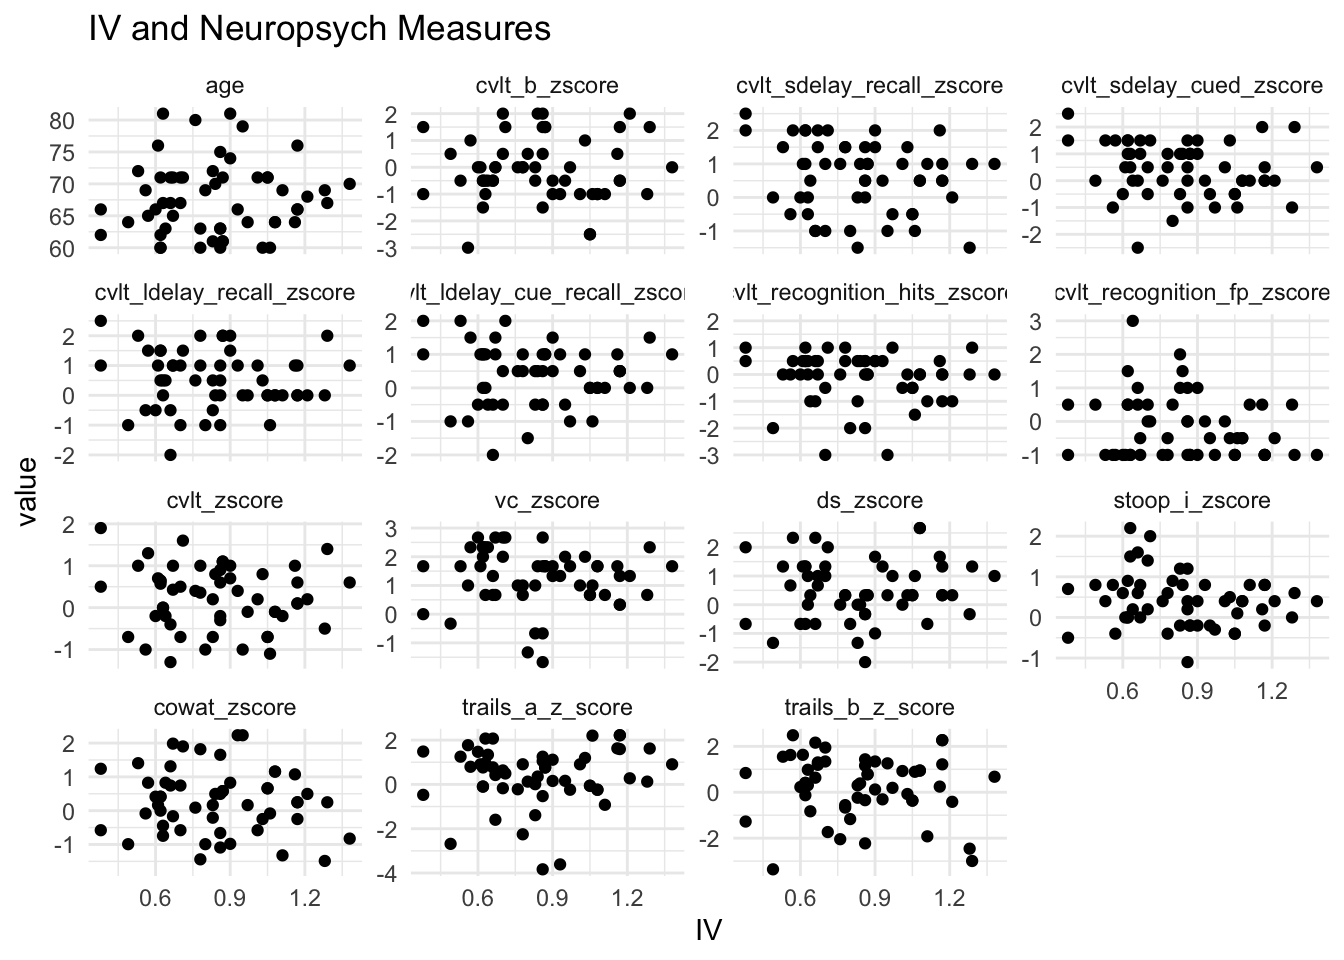 IV and Neuropsych Measures
age cvlt_b_zscore cvlt_sdelay_recall_zscore cvlt_sdelay_cued_zscore
80 75 70 65 60
2 1 0 -1 -2 -3
2 1 0 -1
2 1 0 -1 -2
cvlt_ldelay_recall_zscore vlt_ldelay_cue_recall_zscor vlt_recognition_hits_zscor cvlt_recognition_fp_zscore
2 1 0 -1 -2
2 1 0 -1 -2
2 1 0 -1 -2 -3
3 2 1 0 -1
value
cvlt_zscore vc_zscore ds_zscore stoop_i_zscore
2 1 0 -1
3 2 1 0 -1
2 1 0 -1 -2
2 1 0 -1
0.6 0.9 1.2
cowat_zscore trails_a_z_score trails_b_z_score
2 1 0 -1
2 0 -2 -4
2 0 -2
0.6 0.9 1.2 0.6 0.9 1.2 0.6 0.9 1.2
IV